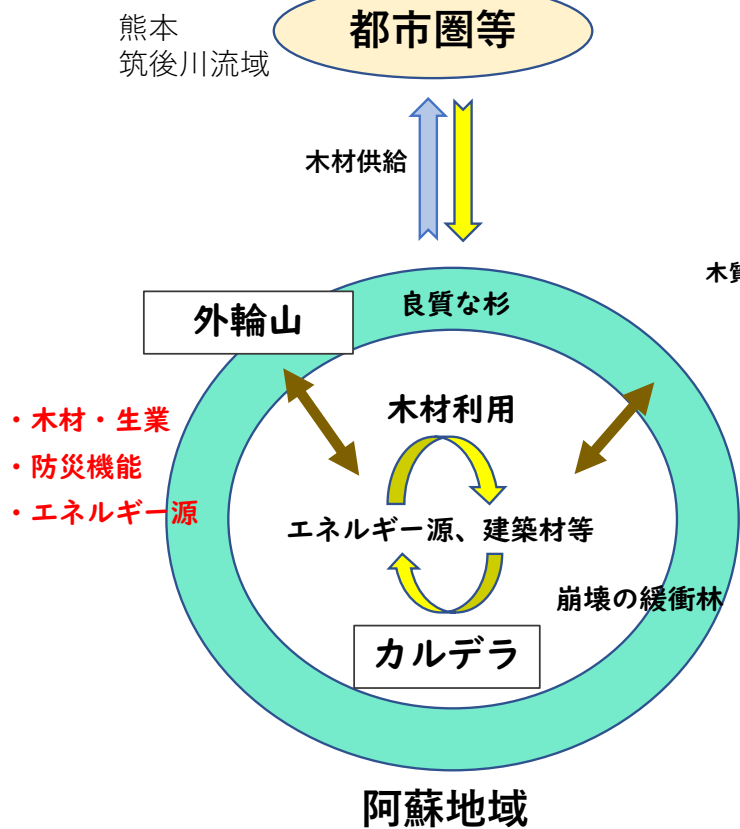 都市圏等
熊本
筑後川流域
木材供給
木質
外輪山
良質な杉
木材利用
・木材・生業
・防災機能
・エネルギー源
エネルギー源、建築材等
崩壊の緩衝林
カルデラ
阿蘇地域